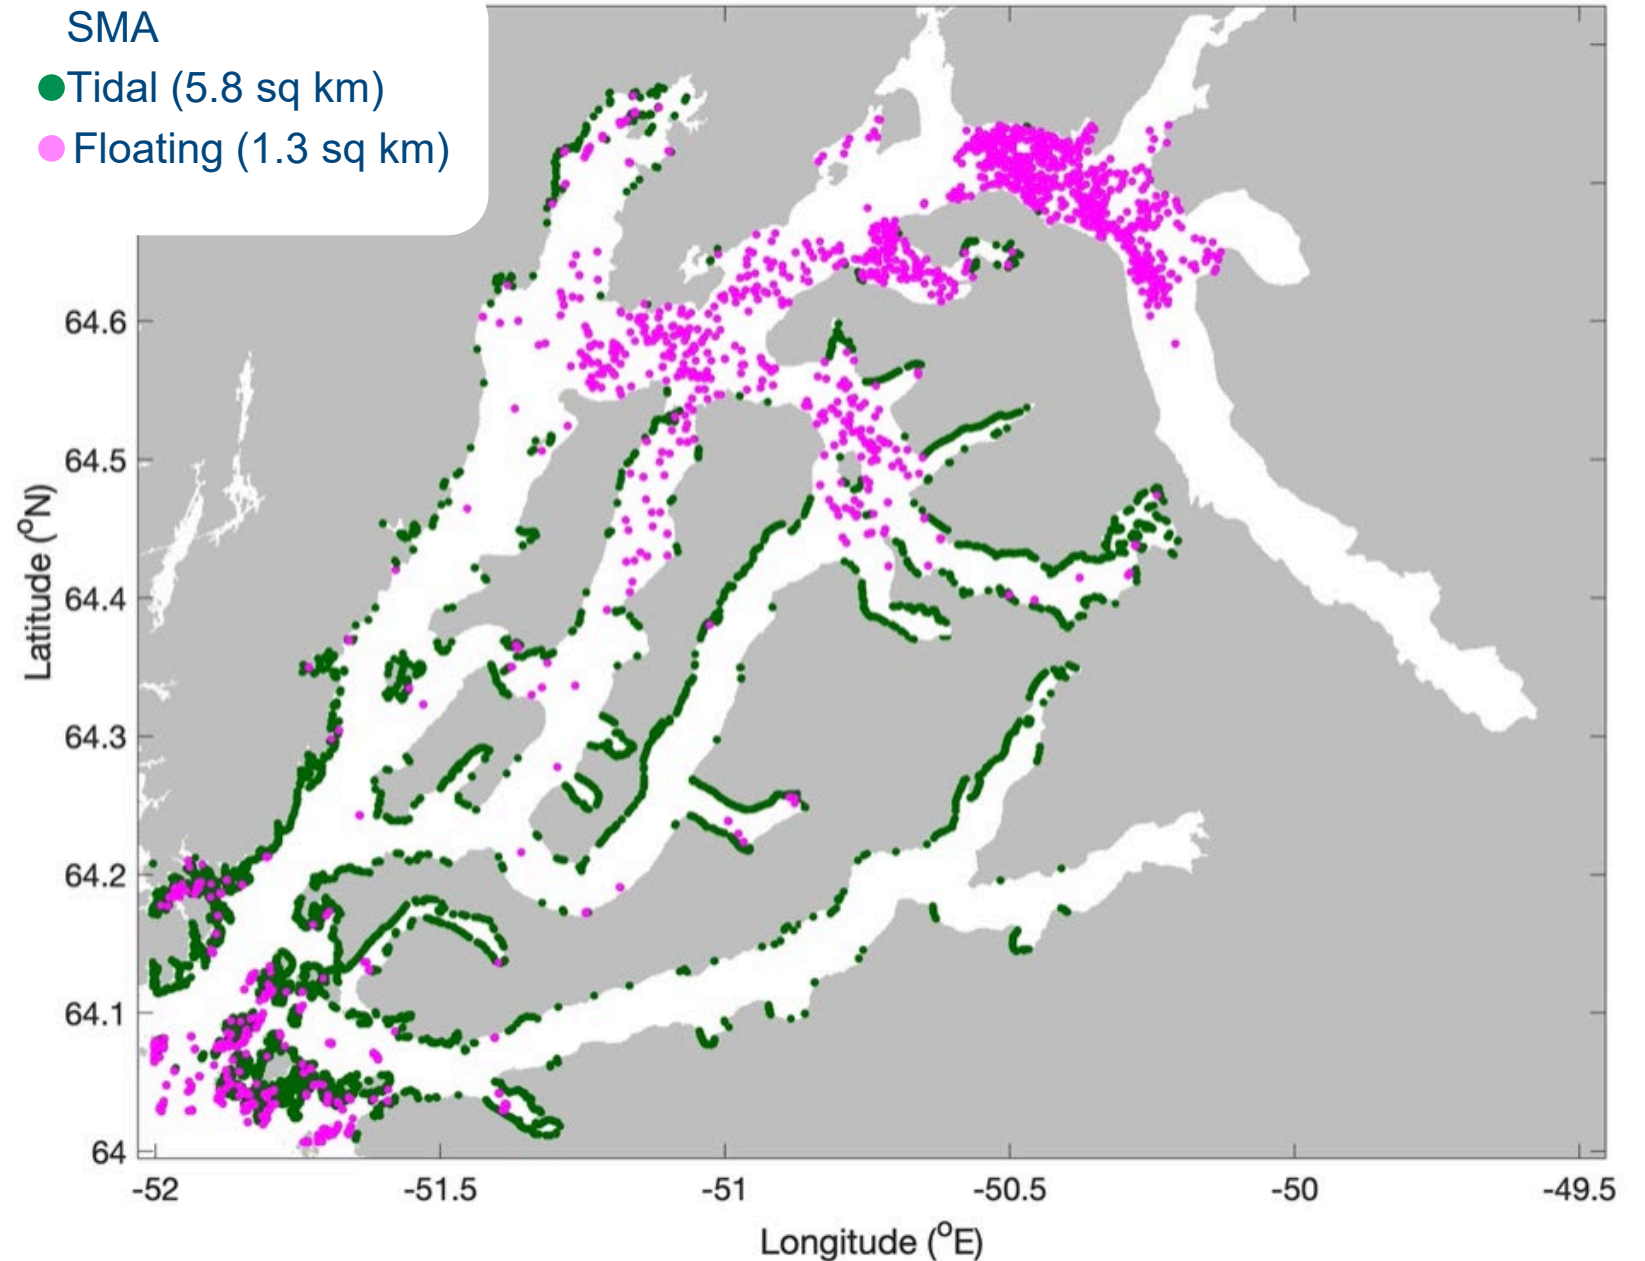 SMA
Tidal (5.8 sq km)
Floating (1.3 sq km)
Latitude (°N)
64.6
64.5
64.4
64.3
64.2
64.1
64
-52
-51.5
-51
-50.5
-50
-49.5
Longitude (°E)